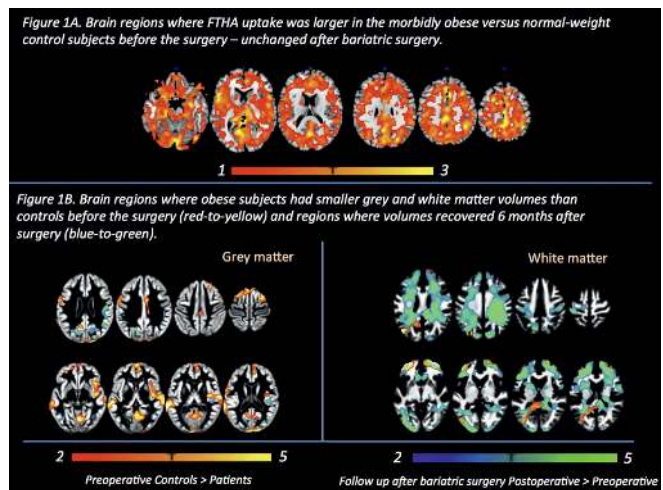 Figure 1A. Brain regions where FTHA uptake was larger in the morbidly obese versus normal-weight
control subjects before the surgery – unchanged after bariatric surgery.
1 3
Figure 1B. Brain regions where obese subjects had smaller grey and white matter volumes than
controls before the surgery (red-to-yellow) and regions where volumes recovered 6 months after
surgery (blue-to-green).
Grey matter
White matter
2 5
2 5
Preoperative Controls > Patients
Follow up after bariatric surgery Postoperative > Preoperative